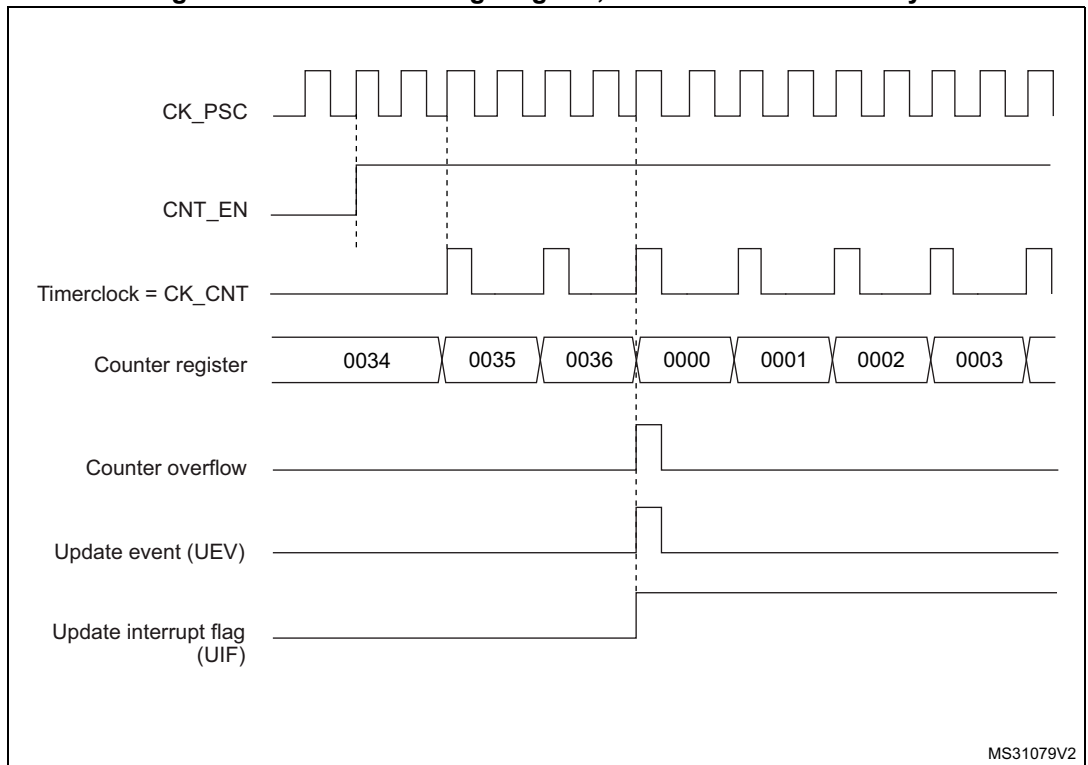 CK_PSC
CNT_EN
Timerclock = CK_CNT
Counter register
0034 0035 0036 0000 0001 0002 0003
Counter overflow
Update event (UEV)
Update interrupt flag
(UIF)
MS31079V2